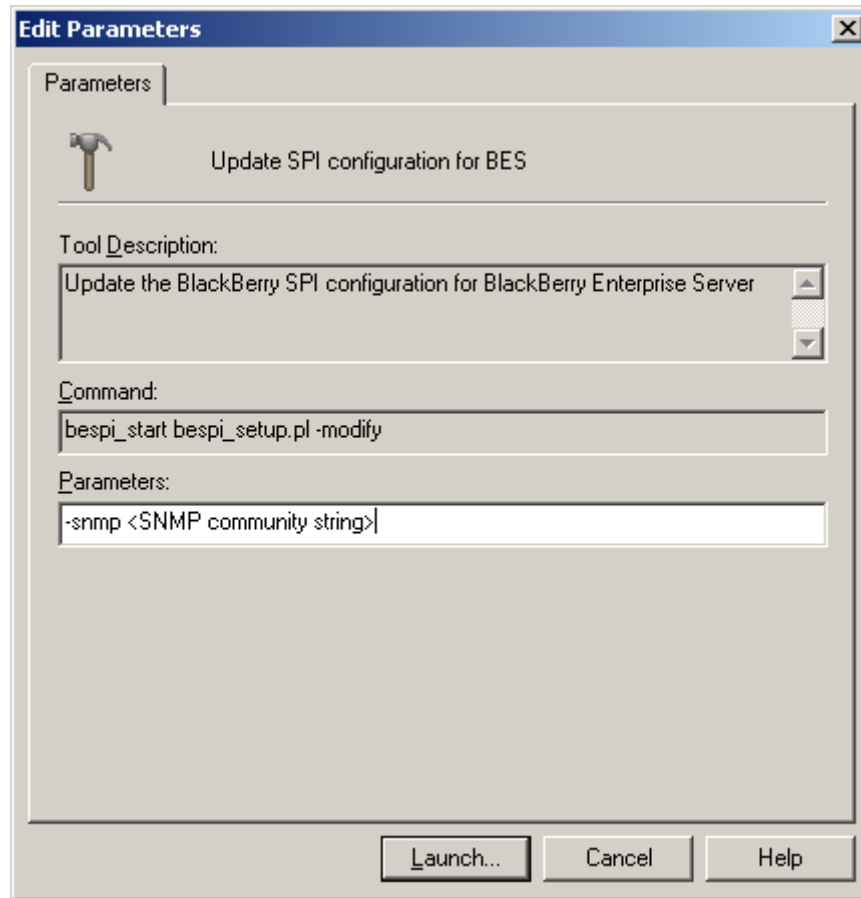 Edit Parameters
Parameters
Update SPI configuration for BES
Tool Description:
Update the BlackBerry SPI configuration for BlackBerry Enterprise Server
Command:
bespi_start bespi_setup.pl -modify
Parameters:
-snmp <SNMP community string>
Launch... Cancel Help